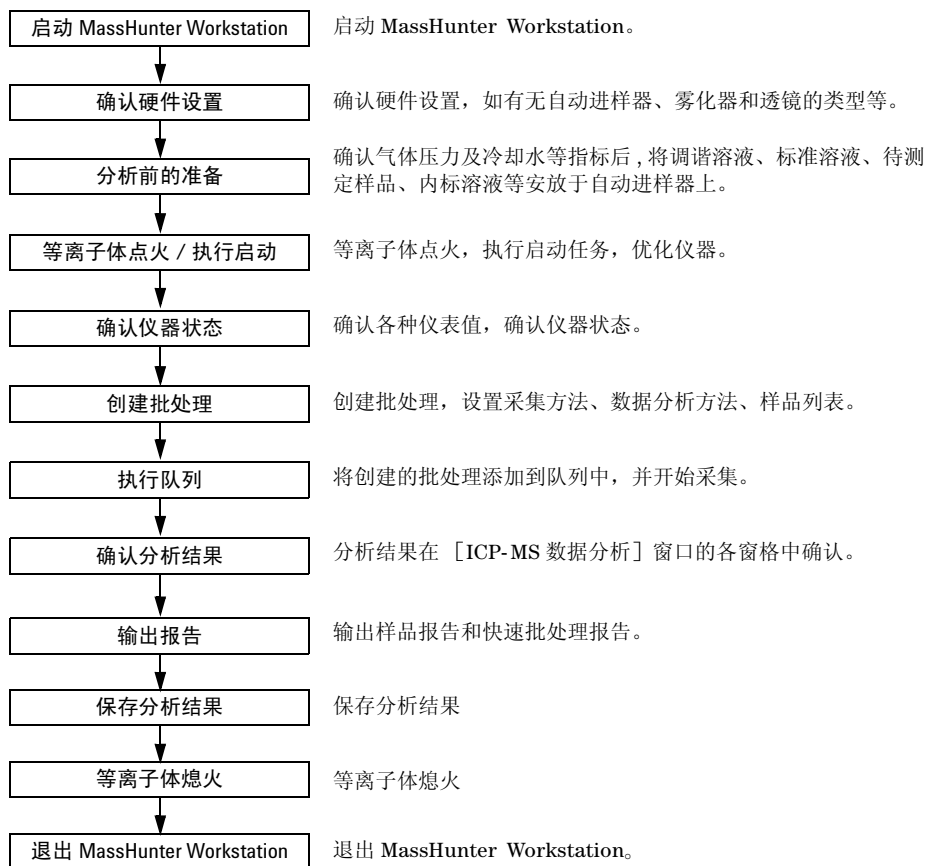 启动 MassHunter Workstation
启动 MassHunter Workstation。
确认硬件设置
确认硬件设置，如有无自动进样器、雾化器和透镜的类型等。
分析前的准备
确认气体压力及冷却水等指标后 , 将调谐溶液、标准溶液、待测
定样品、内标溶液等安放于自动进样器上。
等离子体点火 / 执行启动
等离子体点火，执行启动任务，优化仪器。
确认仪器状态
确认各种仪表值，确认仪器状态。
创建批处理
创建批处理，设置采集方法、数据分析方法、样品列表。
执行队列
将创建的批处理添加到队列中，并开始采集。
确认分析结果
分析结果在［ICP-MS 数据分析］窗口的各窗格中确认。
输出报告
输出样品报告和快速批处理报告。
保存分析结果
保存分析结果
等离子体熄火
等离子体熄火
退出 MassHunter Workstation
退出 MassHunter Workstation。